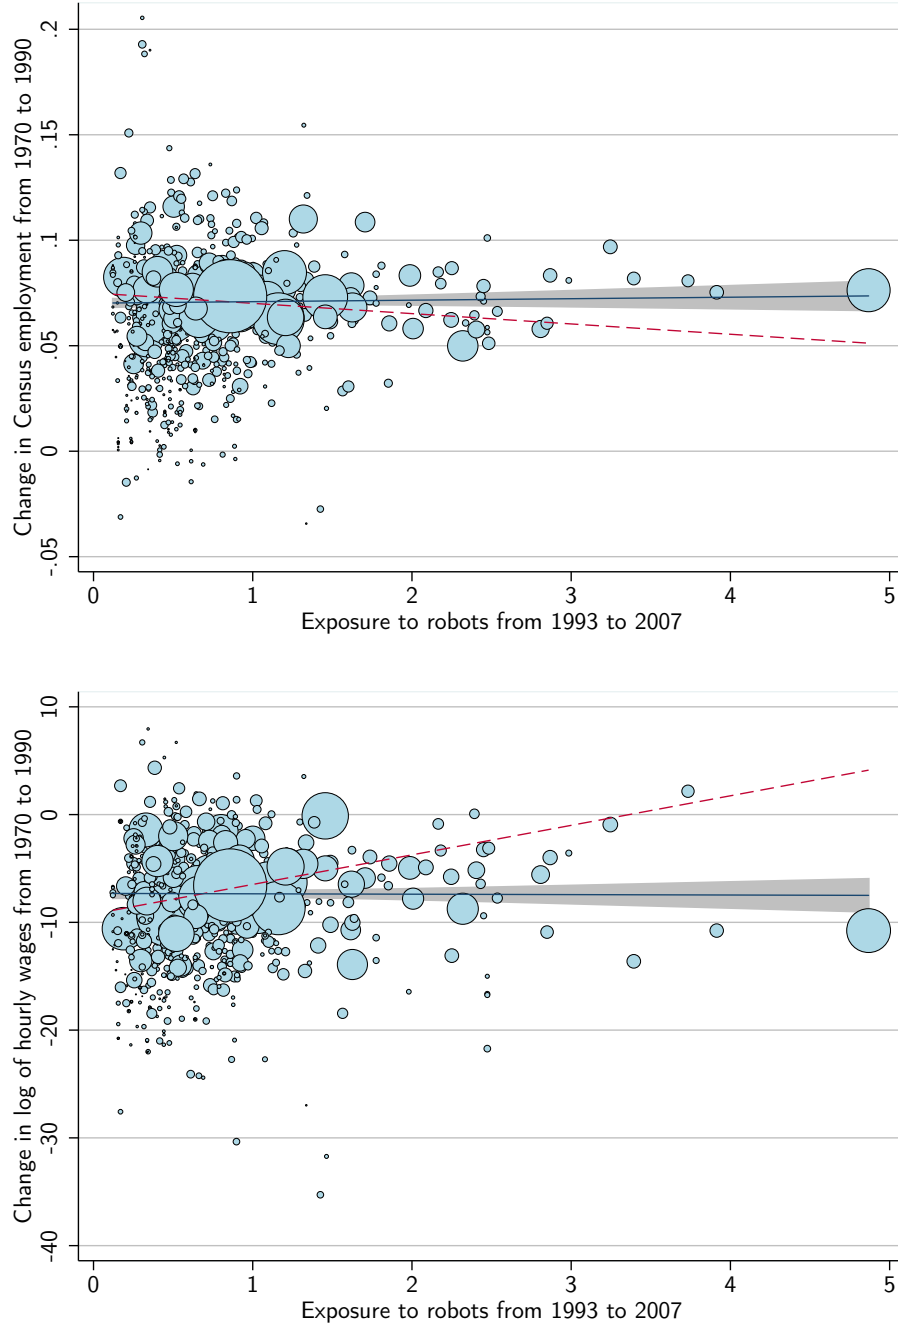 Change in Census employment from 1970 to 1990
.2
.15
.1
.05
0
-.05
0 1 2 3 4 5
Exposure to robots from 1993 to 2007
Change in log of hourly wages from 1970 to 1990
10
0
-10
-20
-30
-40
0 1 2 3 4 5
Exposure to robots from 1993 to 2007